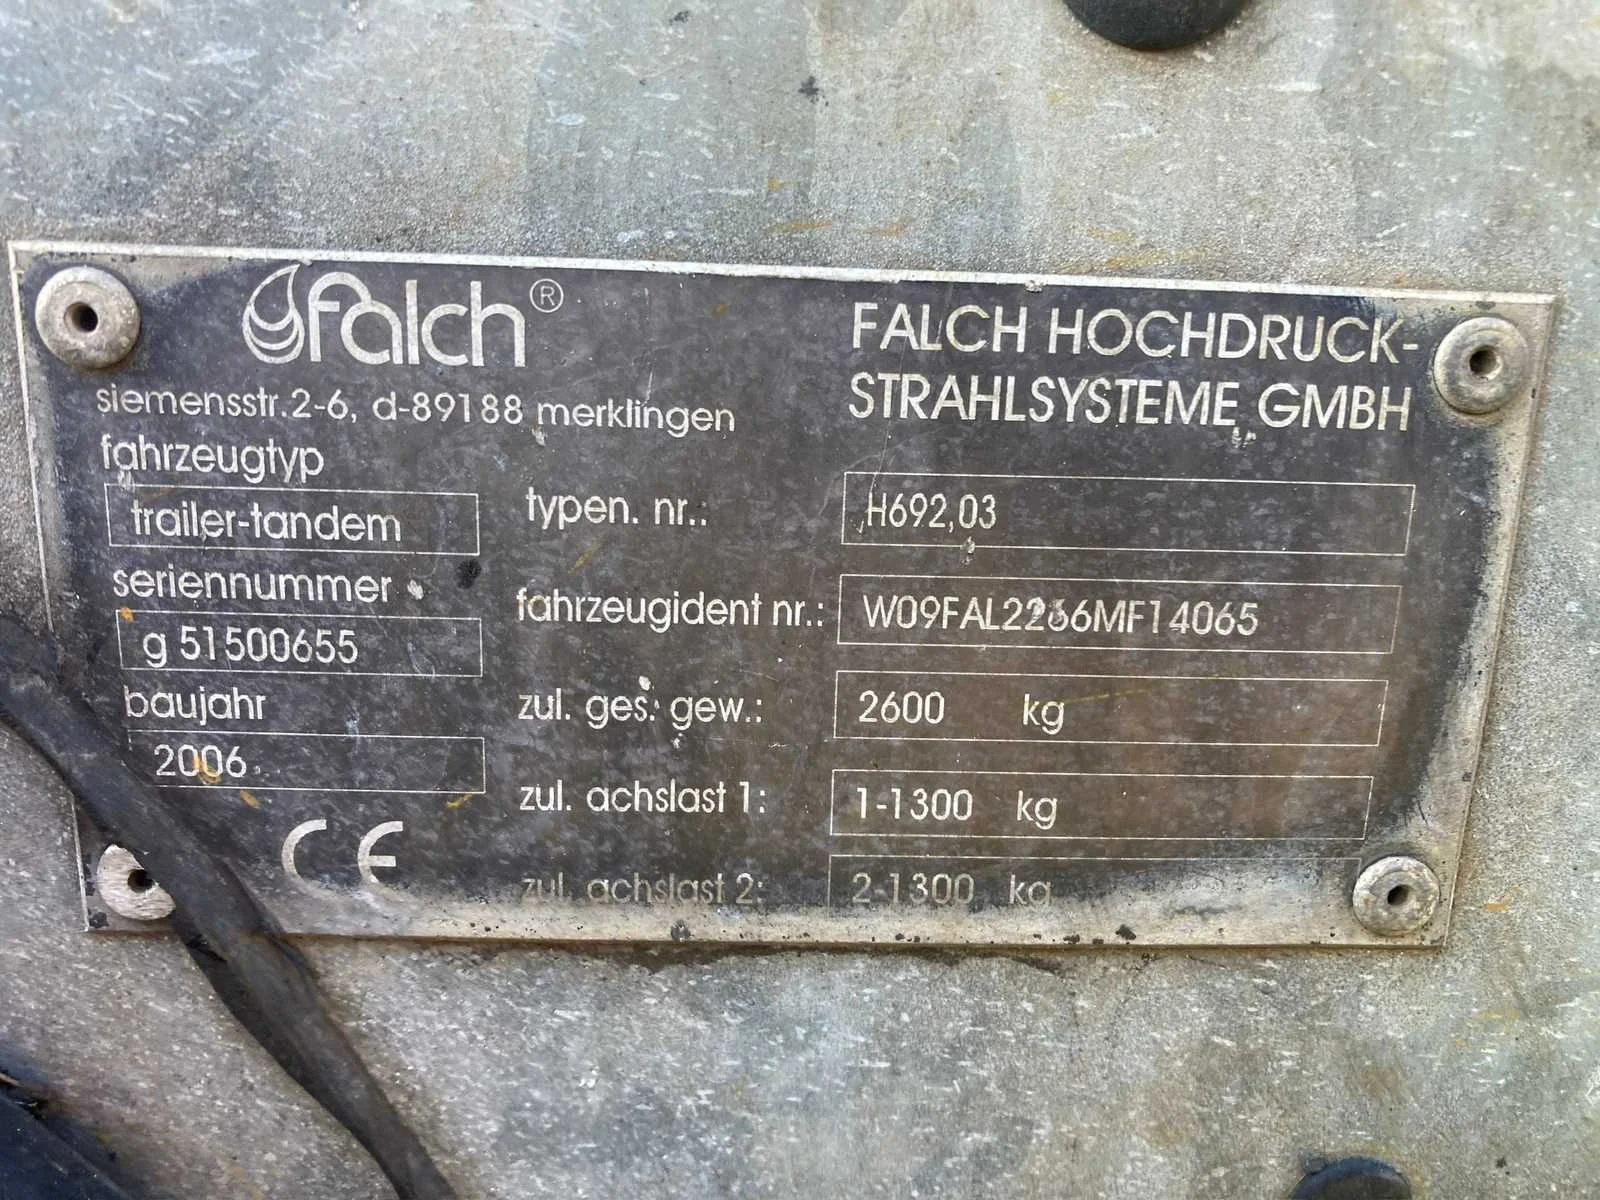 falch®
FALCH HOCHDRUCK-
STRAHLSYSTEME GMBH
siemensstr.2-6, d-89188 merklingen
fahrzeugtyp
trailer-tandem
typen. nr.:
H692,03
seriennummer
g 51500655
fahrzeugident nr.:
W09FAL2266MF14065
baujahr
2006
zul. ges. gew.:
2600 kg
zul. achslast 1:
1-1300 kg
CE
zul. achslast 2:
2-1300 kg